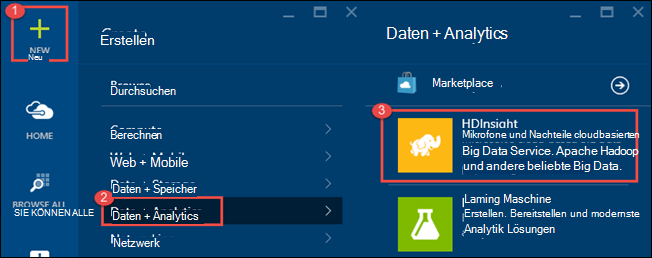 1
NEW
Neu
HOME
BROWSE ALL
SIE KÖNNEN ALLE
Erstellen
Durchsuchen
Berechnen
Web + Mobile
Daten + Speicher
2
Daten + Analytics
Netzwerk
Daten + Analytics
Marketplace
3
HDInsight
Mikrofone und Nachteile cloudbasierten
Big Data Service. Apache Hadoop
und andere beliebte Big Data.
Laming Maschine
Erstellen. Bereitstellen und modernste
Analytik Lösungen